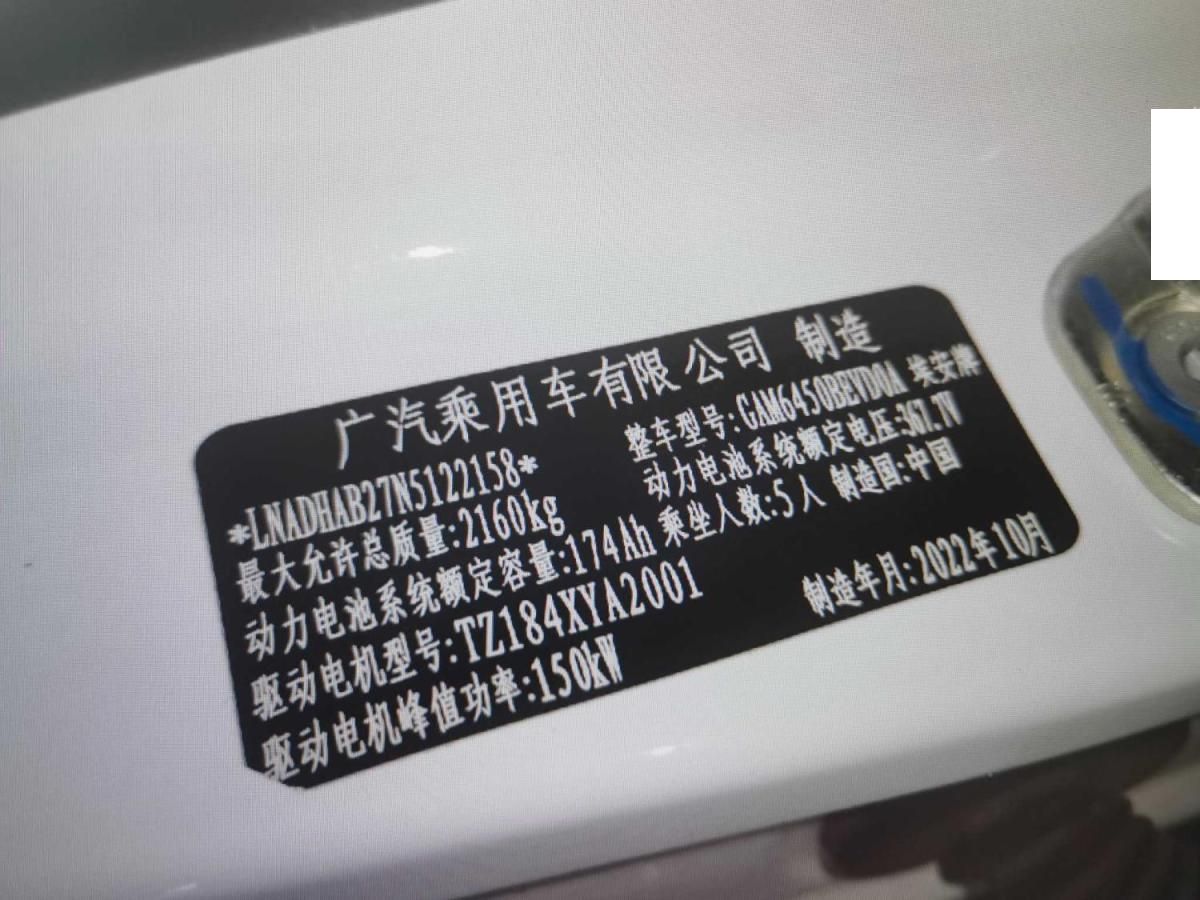 广汽乘用车有限公司 制造
*LNADHAB27N5122158* 整车型号:GAM6450BEVD0A 埃安牌
最大允许总质量:2160kg 动力电池系统额定电压:367.7V
动力电池系统额定容量:174Ah 乘坐人数:5人 制造国:中国
驱动电机型号:TZ184XYA2001
驱动电机峰值功率:150kW 制造年月:2022年10月